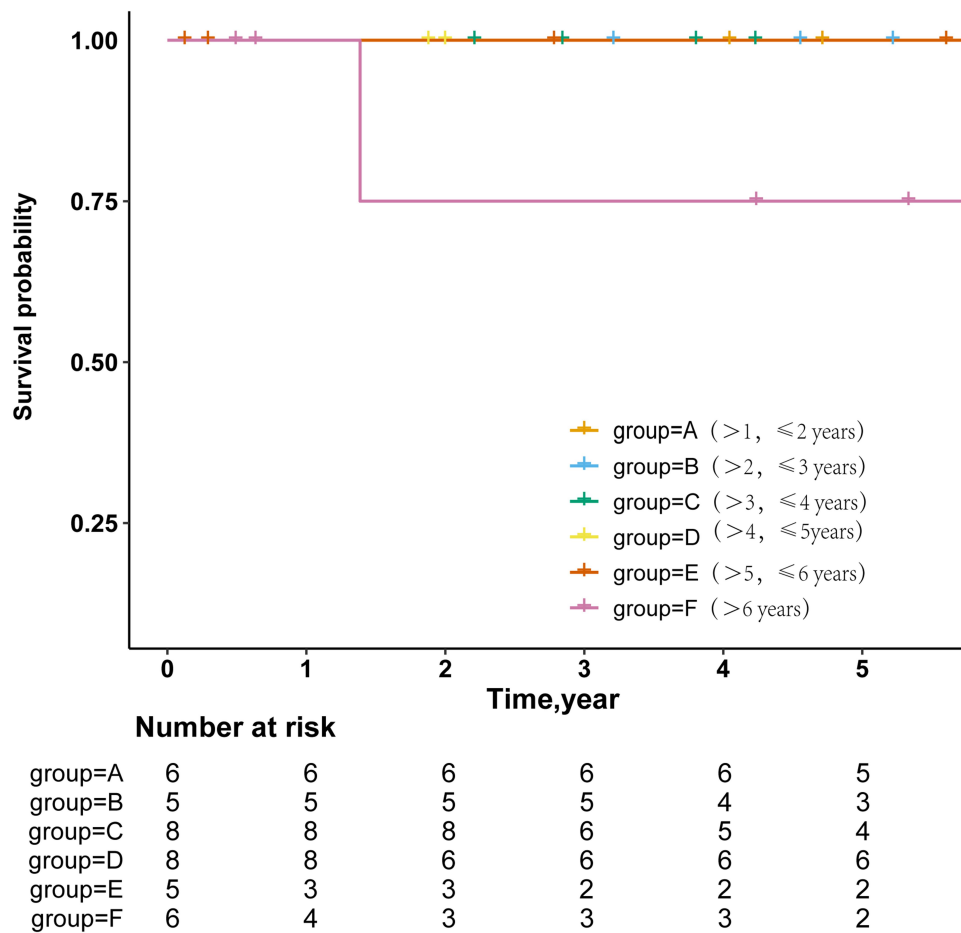 1.00
0.75
0.50
0.25
Survival probability
group=A (>1, ≤2 years)
group=B (>2, ≤3 years)
group=C (>3, ≤4 years)
group=D (>4, ≤5years)
group=E (>5, ≤6 years)
group=F (>6 years)
0 1 2 3 4 5
Time,year
Number at risk
group=A 6 6 6 6 6 5
group=B 5 5 5 5 4 3
group=C 8 8 8 6 5 4
group=D 8 8 6 6 6 6
group=E 5 3 3 2 2 2
group=F 6 4 3 3 3 2